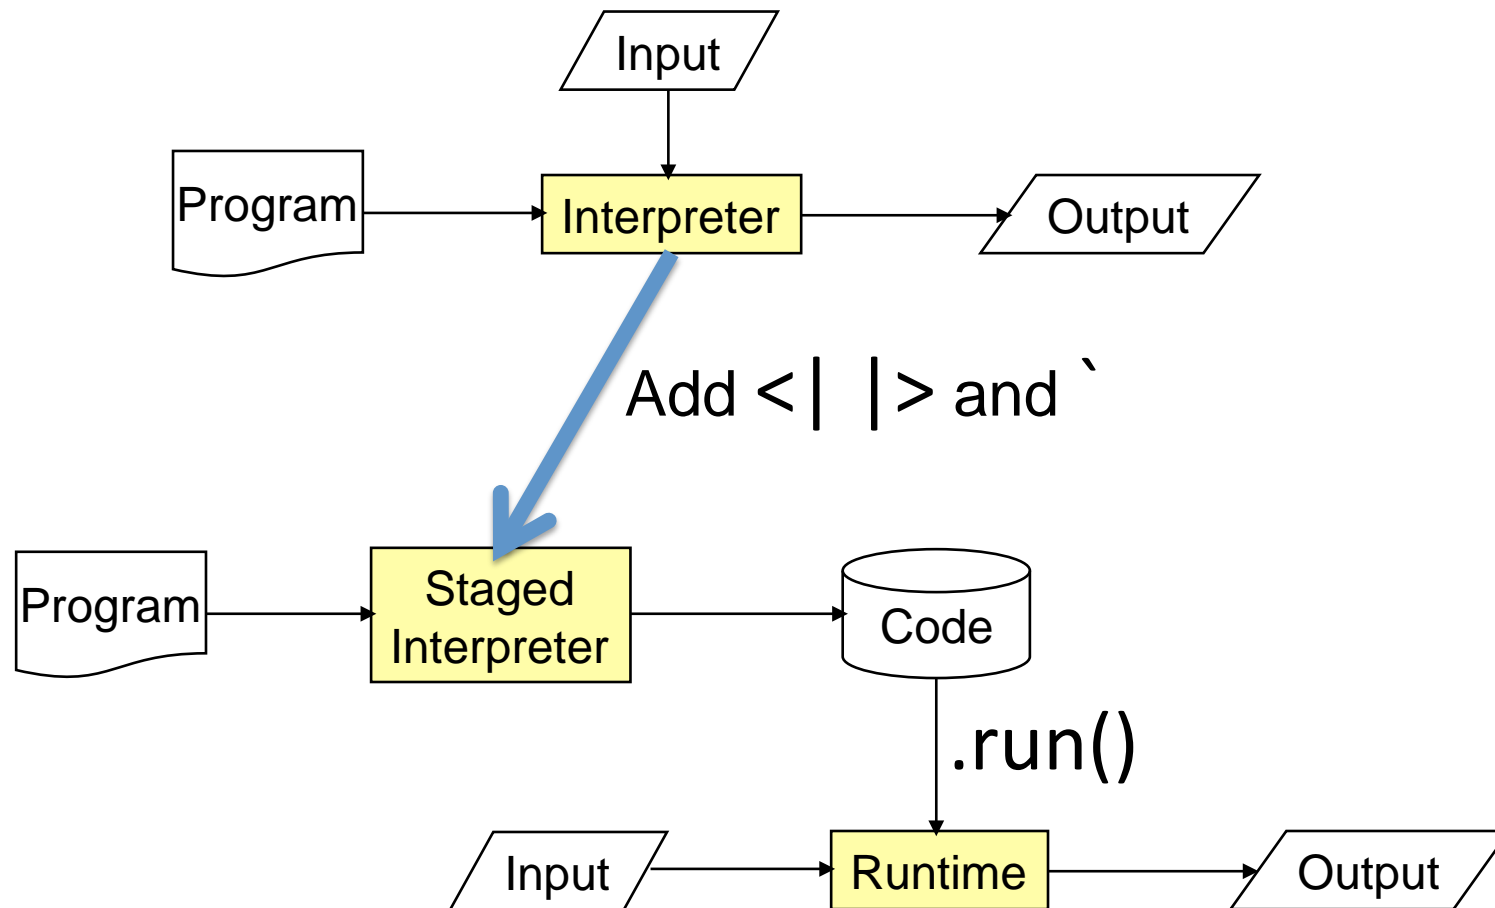 Input
Program
Interpreter
Output
Add <| |> and `
Program
Staged
Interpreter
Code
.run()
Input
Runtime
Output